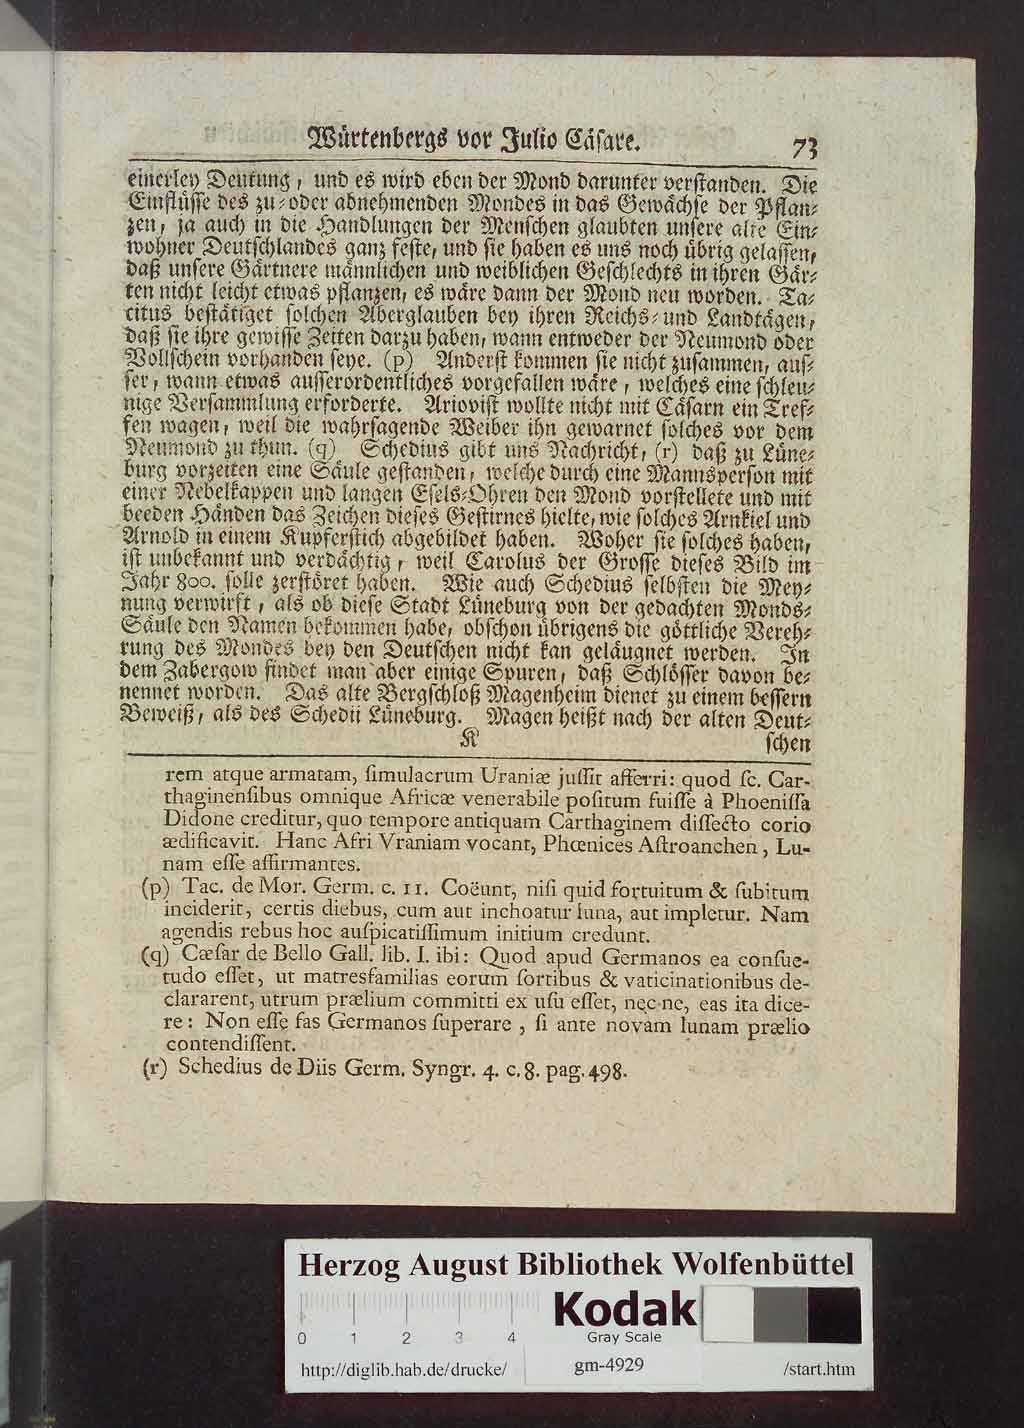 Würtenbergs vor Julio Cäsare. 73
einerley Deutung, und es wird eben der Mond darunter verstanden. Die
Einflüsse des zu- oder abnehmenden Mondes in das Gewächse der Pflan-
zen, ja auch in die Handlungen der Menschen glaubten unsere alte Ein-
wohner Deutschlandes ganz feste, und sie haben es uns noch übrig gelassen,
daß unsere Gärtnere männlichen und weiblichen Geschlechts in ihren Gär-
ten nicht leicht etwas pflanzen, es wäre dann der Mond neu worden. Ta-
citus bestätiget solchen Aberglauben bey ihren Reichs- und Landtägen,
daß sie ihre gewisse Zeiten darzu haben, wann entweder der Neumond oder
Vollschein vorhanden seye. (p) Anderst kommen sie nicht zusammen, aus-
ser, wann etwas ausserordentliches vorgefallen wäre, welches eine schleu-
nige Versammlung erforderte. Ariovist wollte nicht mit Cäsarn ein Tref-
fen wagen, weil die wahrsagende Weiber ihn gewarnet solches vor dem
Neumond zu thun. (q) Schedius gibt uns Nachricht, (r) daß zu Lüne-
burg vorzeiten eine Säule gestanden, welche durch eine Mannsperson mit
einer Nebelkappen und langen Esels-Ohren den Mond vorstellete und mit
beeden Händen das Zeichen dieses Gestirnes hielte, wie solches Arnkiel und
Arnold in einem Kupferstich abgebildet haben. Woher sie solches haben,
ist unbekannt und verdächtig, weil Carolus der Grosse dieses Bild im
Jahr 800. solle zerstöret haben. Wie auch Schedius selbsten die Mey-
nung verwirft, als ob diese Stadt Lüneburg von der gedachten Monds-
Säule den Namen bekommen habe, obschon übrigens die göttliche Vereh-
rung des Mondes bey den Deutschen nicht kan geläugnet werden. In
dem Zabergow findet man aber einige Spuren, daß Schlösser davon be-
nennet worden. Das alte Bergschloß Magenheim dienet zu einem bessern
Beweiß, als des Schedii Lüneburg. Magen heißt nach der alten Deut-
K schen
rem atque armatam, simulacrum Uraniæ jussit afferri: quod sc. Car-
thaginensibus omnique Africæ venerabile positum fuisse à Phoenissa
Didone creditur, quo tempore antiquam Carthaginem dissecto corio
ædificavit. Hanc Afri Vraniam vocant, Phœnices Astroanchen, Lu-
nam esse affirmantes.
(p) Tac. de Mor. Germ. c. 11. Coëunt, nisi quid fortuitum & subitum
inciderit, certis diebus, cum aut inchoatur luna, aut impletur. Nam
agendis rebus hoc auspicatissimum initium credunt.
(q) Cæsar de Bello Gall. lib. I. ibi: Quod apud Germanos ea consue-
tudo esset, ut matresfamilias eorum sortibus & vaticinationibus de-
clararent, utrum prælium committi ex usu esset, nec ne, eas ita dice-
re: Non esse fas Germanos superare, si ante novam lunam prælio
contendissent.
(r) Schedius de Diis Germ. Syngr. 4. c. 8. pag. 498.
Herzog August Bibliothek Wolfenbüttel
Kodak
Gray Scale
0 1 2 3 4
http://diglib.hab.de/drucke/ gm-4929 /start.htm